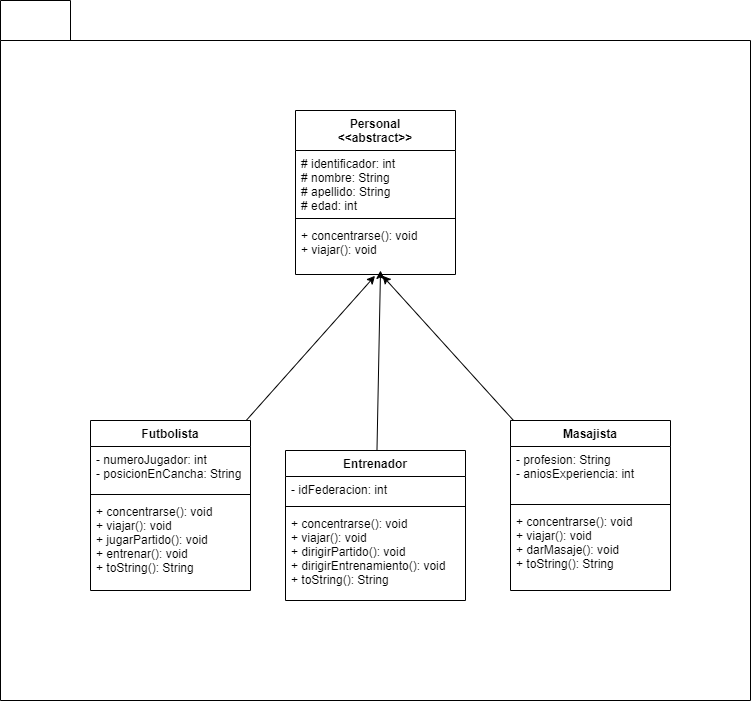 Personal
<<abstract>>
# identificador: int
# nombre: String
# apellido: String
# edad: int
+ concentrarse(): void
+ viajar(): void
Futbolista
- numeroJugador: int
- posicionEnCancha: String
+ concentrarse(): void
+ viajar(): void
+ jugarPartido(): void
+ entrenar(): void
+ toString(): String
Entrenador
- idFederacion: int
+ concentrarse(): void
+ viajar(): void
+ dirigirPartido(): void
+ dirigirEntrenamiento(): void
+ toString(): String
Masajista
- profesion: String
- aniosExperiencia: int
+ concentrarse(): void
+ viajar(): void
+ darMasaje(): void
+ toString(): String